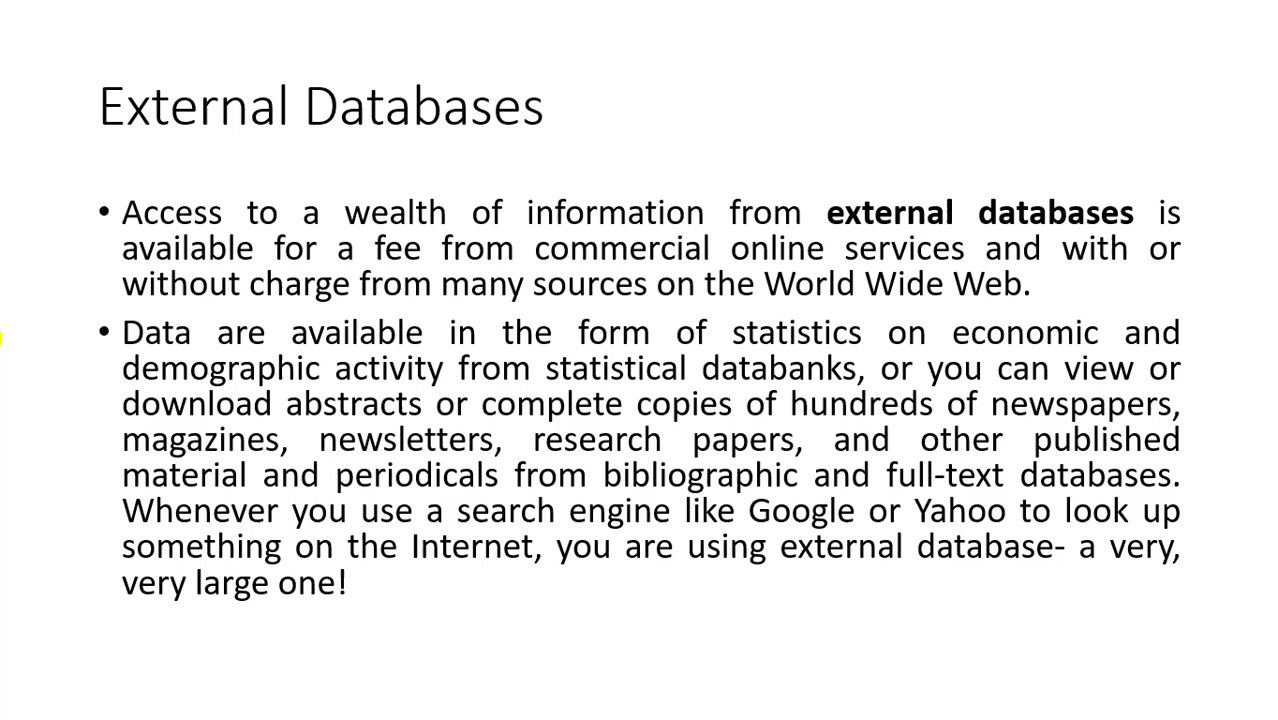 External Databases
• Access to a wealth of information from external databases is
available for a fee from commercial online services and with or
without charge from many sources on the World Wide Web.
• Data are available in the form of statistics on economic and
demographic activity from statistical databanks, or you can view or
download abstracts or complete copies of hundreds of newspapers,
magazines, newsletters, research papers, and other published
material and periodicals from bibliographic and full-text databases.
Whenever you use a search engine like Google or Yahoo to look up
something on the Internet, you are using external database- a very,
very large one!